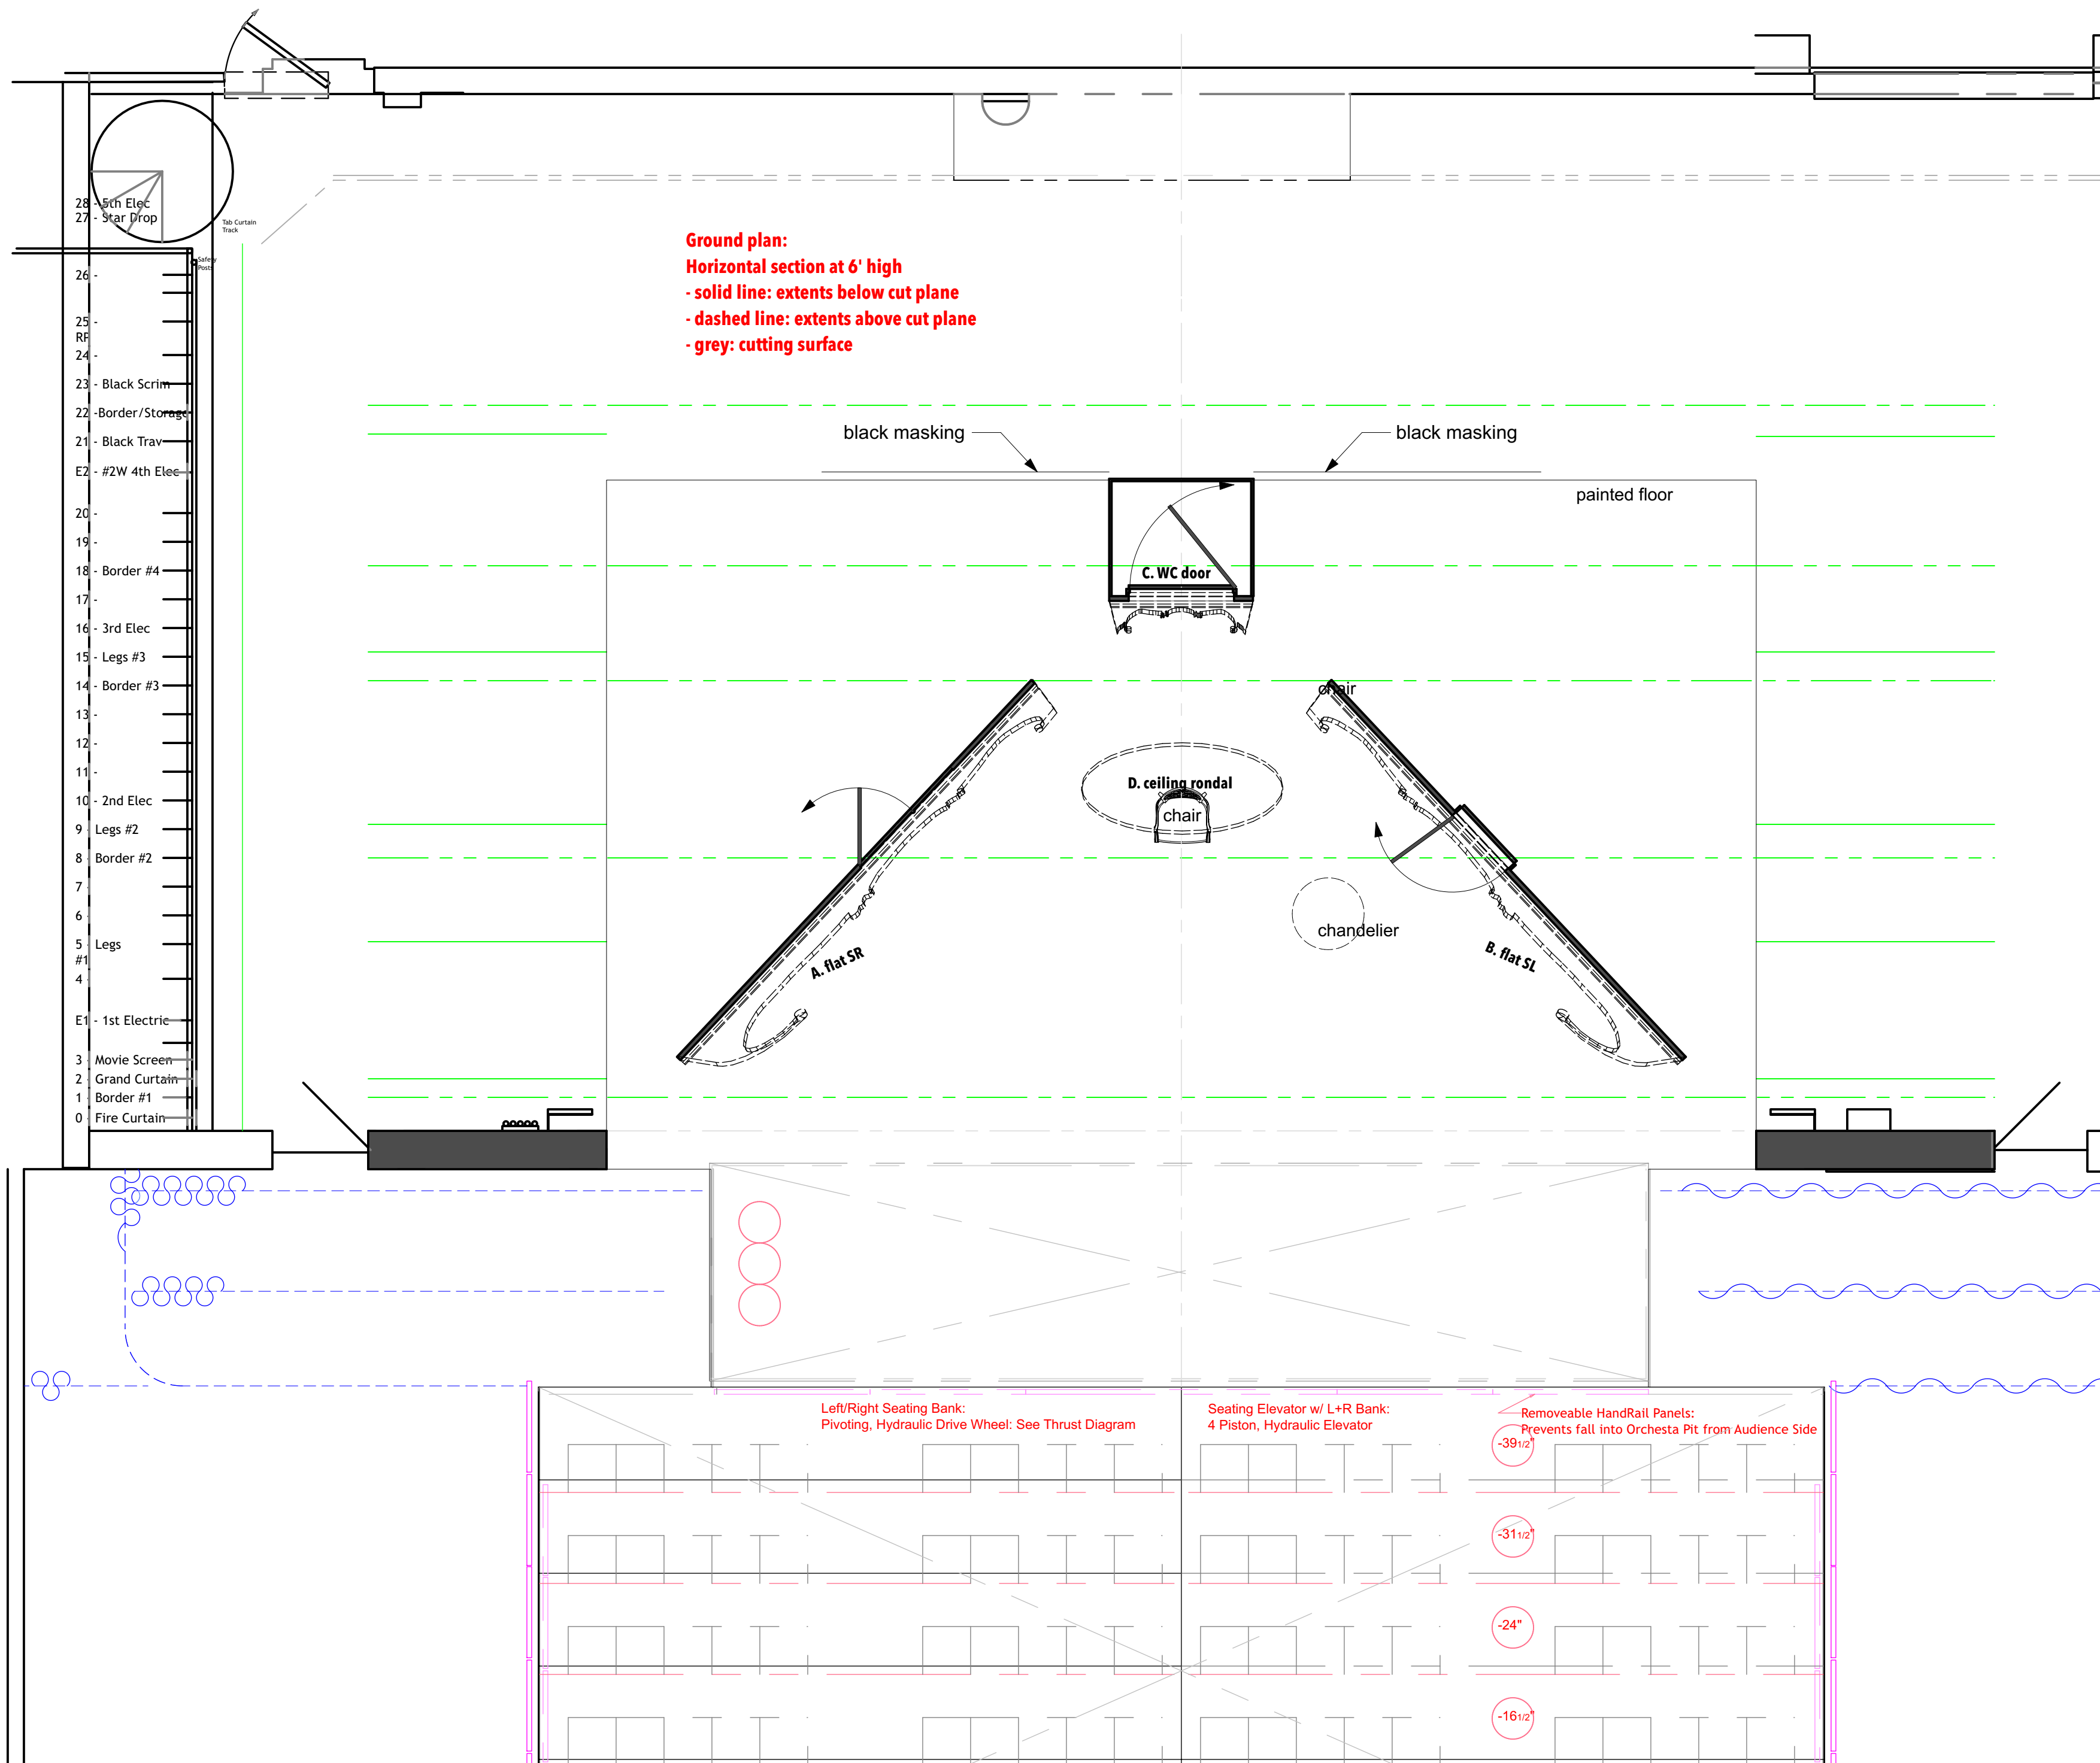 28 - 5th Elec
27 - Star Drop
Tab Curtain
Track
Safety
Posts
26 -
25 -
RP
24 -
23 - Black Scrim
22 -Border/Storage
21 - Black Trav
E2 - #2W 4th Elec
20 -
19 -
18 - Border #4
17 -
16 - 3rd Elec
15 - Legs #3
14 - Border #3
13 -
12 -
11 -
10 - 2nd Elec
9 - Legs #2
8 - Border #2
7 -
6 -
5 - Legs
#1
4 -
E1 - 1st Electric
3 - Movie Screen
2 - Grand Curtain
1 - Border #1
0 - Fire Curtain
Ground plan:
Horizontal section at 6' high
- solid line: extents below cut plane
- dashed line: extents above cut plane
- grey: cutting surface
black masking
black masking
painted floor
C. WC door
chair
D. ceiling rondal
chair
chandelier
A. flat SR
B. flat SL
Left/Right Seating Bank:
Pivoting, Hydraulic Drive Wheel: See Thrust Diagram
Seating Elevator w/ L+R Bank:
4 Piston, Hydraulic Elevator
Removeable HandRail Panels:
Prevents fall into Orchesta Pit from Audience Side
-39 1/2"
-31 1/2"
-24"
-16 1/2"